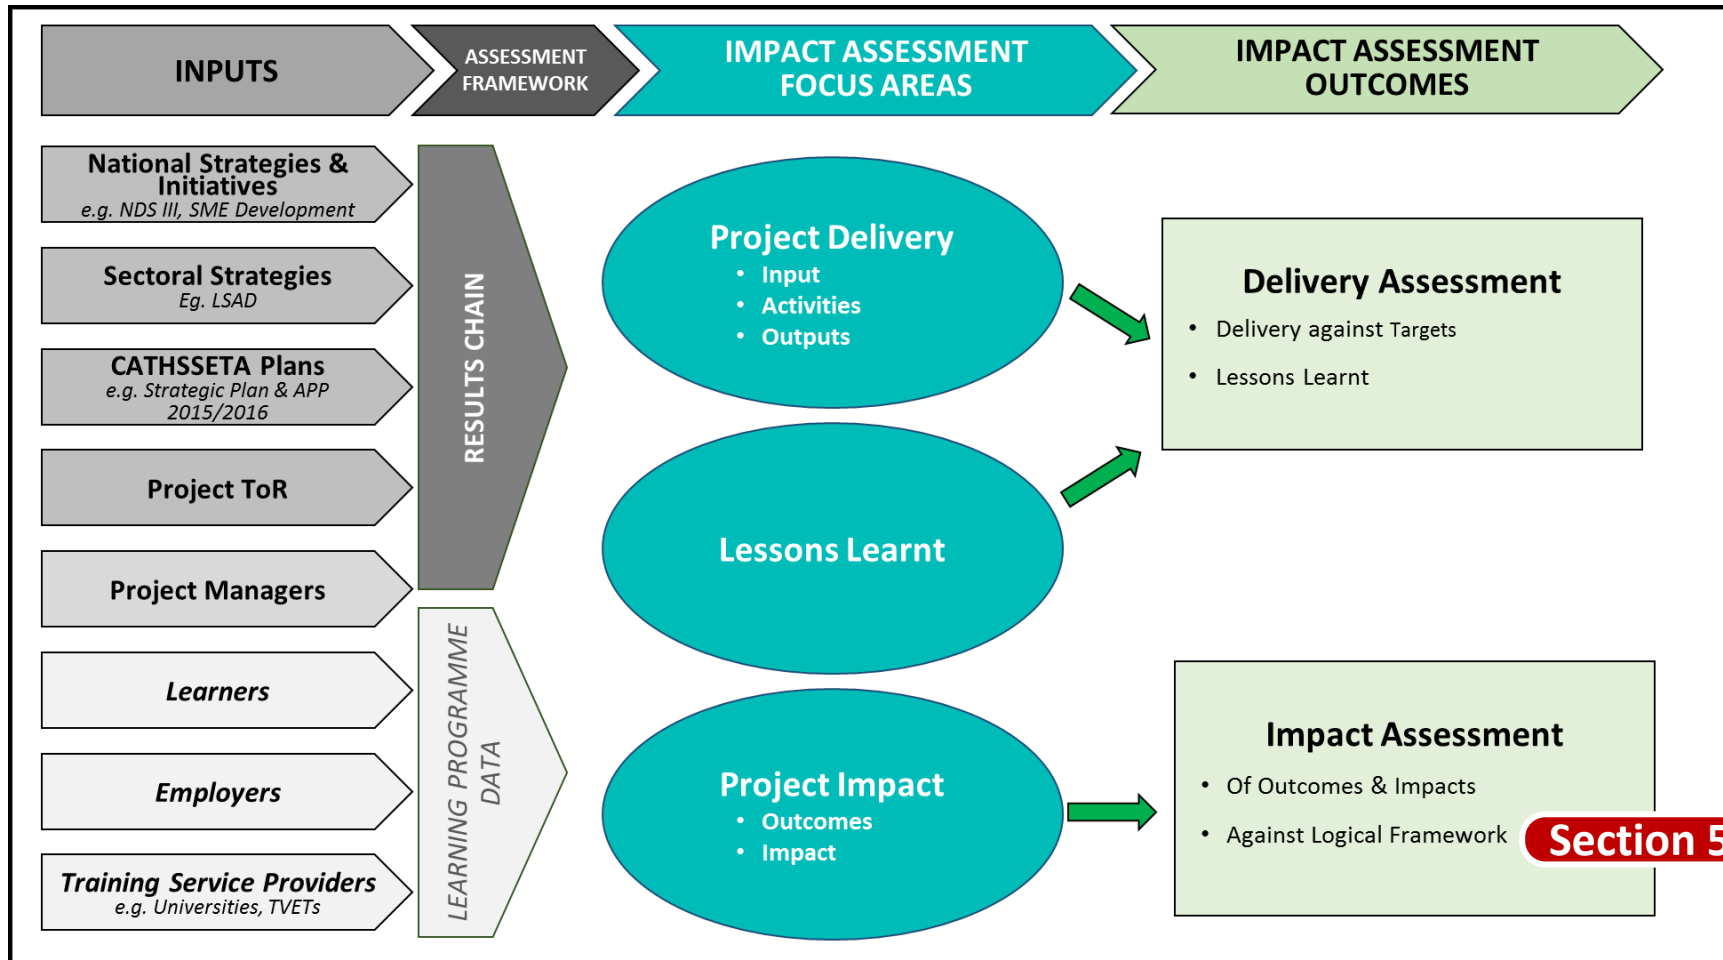 INPUTS
ASSESSMENT
FRAMEWORK
IMPACT ASSESSMENT
FOCUS AREAS
IMPACT ASSESSMENT
OUTCOMES
National Strategies &
Initiatives
e.g. NDS III, SME Development
Sectoral Strategies
Eg. LSAD
CATHSSETA Plans
e.g. Strategic Plan & APP
2015/2016
Project ToR
Project Managers
Learners
Employers
Training Service Providers
e.g. Universities, TVETs
RESULTS CHAIN
LEARNING PROGRAMME
DATA
Project Delivery
• Input
• Activities
• Outputs
Lessons Learnt
Project Impact
• Outcomes
• Impact
Delivery Assessment
• Delivery against Targets
• Lessons Learnt
Impact Assessment
• Of Outcomes & Impacts
• Against Logical Framework
Section 5